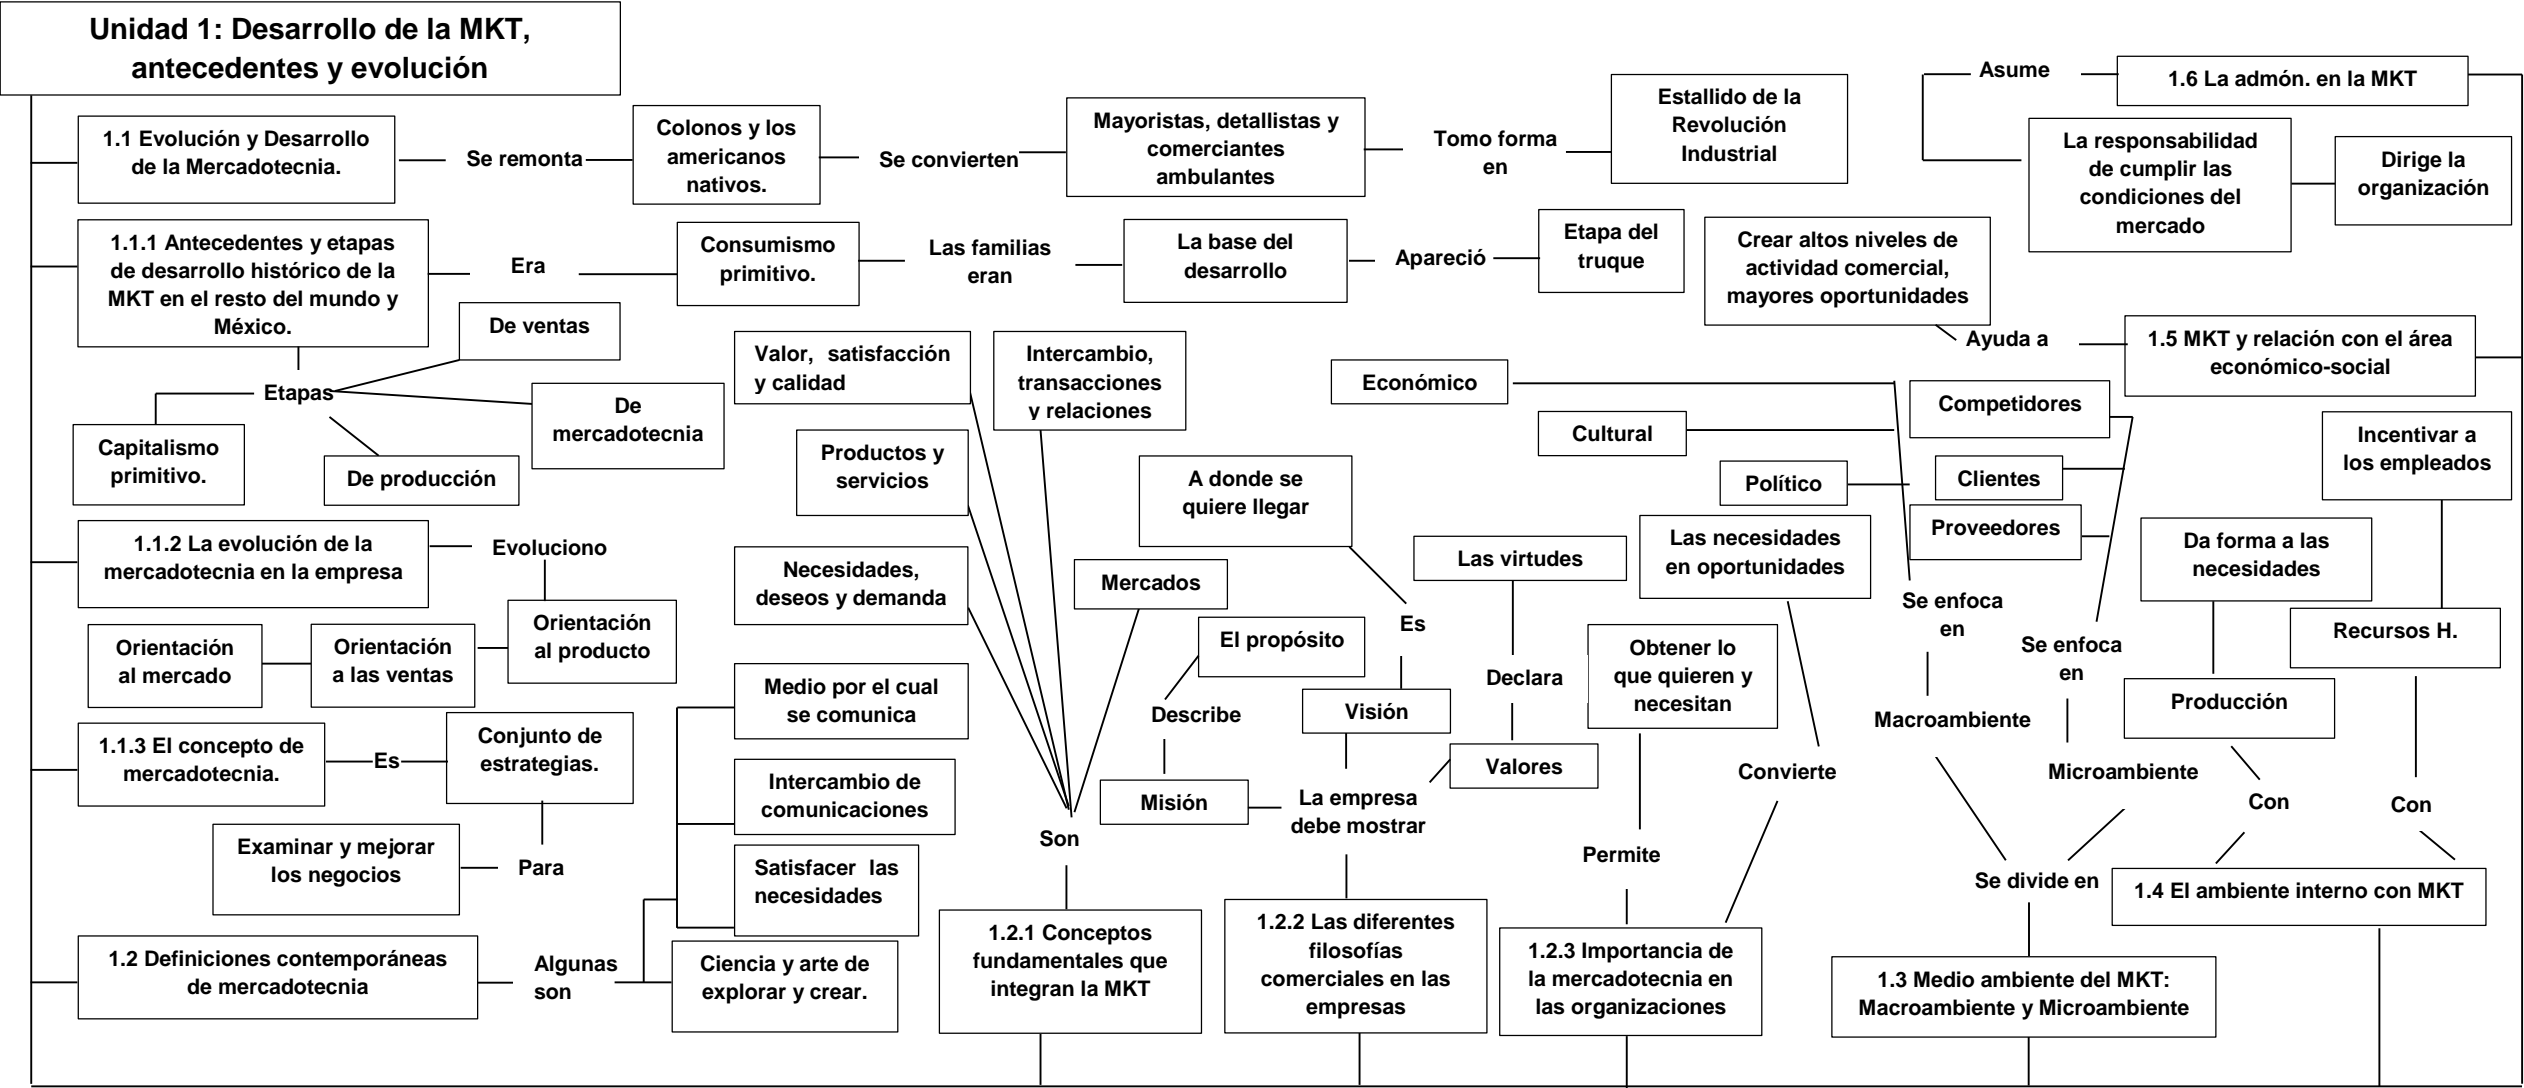 Unidad 1: Desarrollo de la MKT,
antecedentes y evolución
1.1 Evolución y Desarrollo
de la Mercadotecnia.
Se remonta
Colonos y los
americanos
nativos.
Se convierten
Mayoristas, detallistas y
comerciantes
ambulantes
Tomo forma
en
Estallido de la
Revolución
Industrial
Asume
1.6 La admón. en la MKT
La responsabilidad
de cumplir las
condiciones del
mercado
Dirige la
organización
1.1.1 Antecedentes y etapas
de desarrollo histórico de la
MKT en el resto del mundo y
México.
Era
Consumismo
primitivo.
Las familias
eran
La base del
desarrollo
Apareció
Etapa del
truque
Crear altos niveles de
actividad comercial,
mayores oportunidades
Ayuda a
1.5 MKT y relación con el área
económico-social
Etapas
De ventas
De
mercadotecnia
Capitalismo
primitivo.
De producción
Valor, satisfacción
y calidad
Intercambio,
transacciones
y relaciones
Productos y
servicios
Necesidades,
deseos y demanda
Mercados
A donde se
quiere llegar
Es
Visión
El propósito
Describe
Misión
Las virtudes
Declara
Valores
La empresa
debe mostrar
Económico
Cultural
Político
Competidores
Clientes
Proveedores
Se enfoca
en
Macroambiente
Se enfoca
en
Microambiente
Las necesidades
en oportunidades
Obtener lo
que quieren y
necesitan
Convierte
Permite
Incentivar a
los empleados
Da forma a las
necesidades
Recursos H.
Producción
Con
Con
Se divide en
1.4 El ambiente interno con MKT
1.1.2 La evolución de la
mercadotecnia en la empresa
Evoluciono
Orientación
al producto
Orientación
a las ventas
Orientación
al mercado
1.1.3 El concepto de
mercadotecnia.
Es
Conjunto de
estrategias.
Para
Examinar y mejorar
los negocios
1.2 Definiciones contemporáneas
de mercadotecnia
Algunas
son
Medio por el cual
se comunica
Intercambio de
comunicaciones
Satisfacer las
necesidades
Ciencia y arte de
explorar y crear.
Son
1.2.1 Conceptos
fundamentales que
integran la MKT
1.2.2 Las diferentes
filosofías
comerciales en las
empresas
1.2.3 Importancia de
la mercadotecnia en
las organizaciones
1.3 Medio ambiente del MKT:
Macroambiente y Microambiente